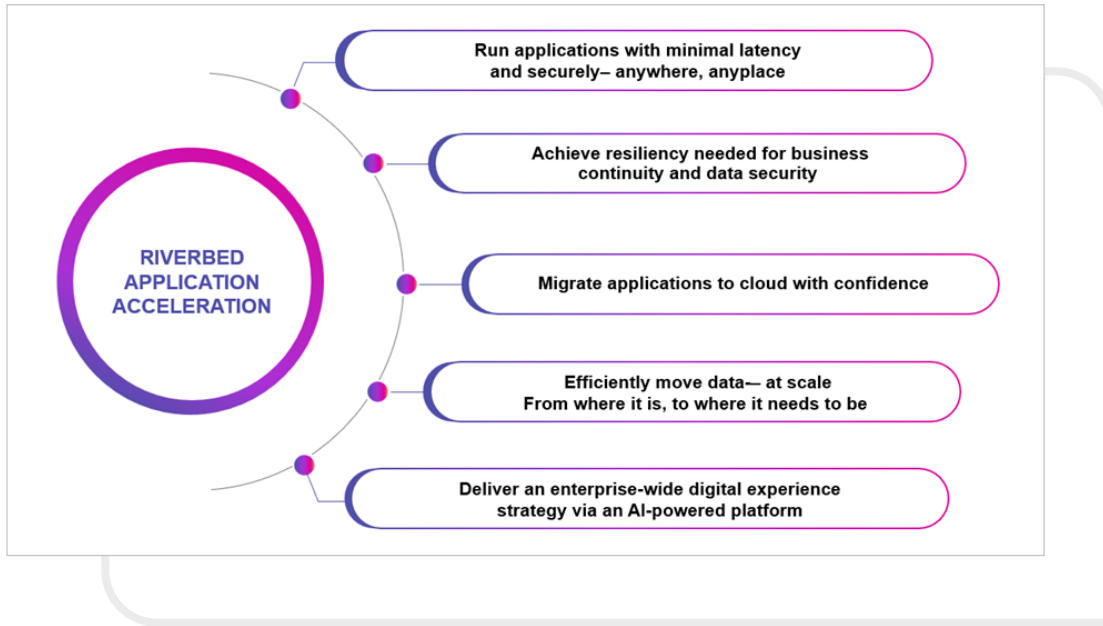 Run applications with minimal latency
and securely– anywhere, anyplace
Achieve resiliency needed for business
continuity and data security
RIVERBED
APPLICATION
ACCELERATION
Migrate applications to cloud with confidence
Efficiently move data-– at scale
From where it is, to where it needs to be
Deliver an enterprise-wide digital experience
strategy via an AI-powered platform